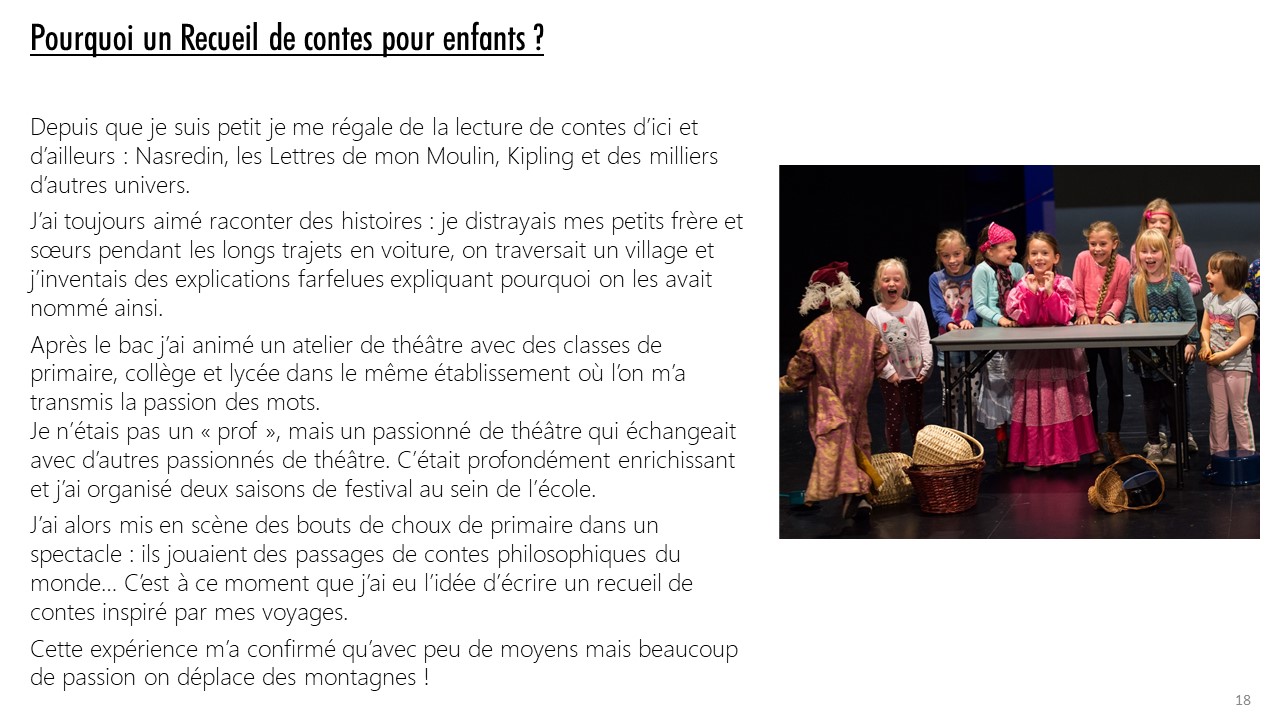 Pourquoi un Recueil de contes pour enfants ?
Depuis que je suis petit je me régale de la lecture de contes d’ici et
d’ailleurs : Nasredin, les Lettres de mon Moulin, Kipling et des milliers
d’autres univers.
J’ai toujours aimé raconter des histoires : je distrayais mes petits frère et
sœurs pendant les longs trajets en voiture, on traversait un village et
j’inventais des explications farfelues expliquant pourquoi on les avait
nommé ainsi.
Après le bac j’ai animé un atelier de théâtre avec des classes de
primaire, collège et lycée dans le même établissement où l’on m’a
transmis la passion des mots.
Je n’étais pas un « prof », mais un passionné de théâtre qui échangeait
avec d’autres passionnés de théâtre. C’était profondément enrichissant
et j’ai organisé deux saisons de festival au sein de l’école.
J’ai alors mis en scène des bouts de choux de primaire dans un
spectacle : ils jouaient des passages de contes philosophiques du
monde… C’est à ce moment que j’ai eu l’idée d’écrire un recueil de
contes inspiré par mes voyages.
Cette expérience m’a confirmé qu’avec peu de moyens mais beaucoup
de passion on déplace des montagnes !
18